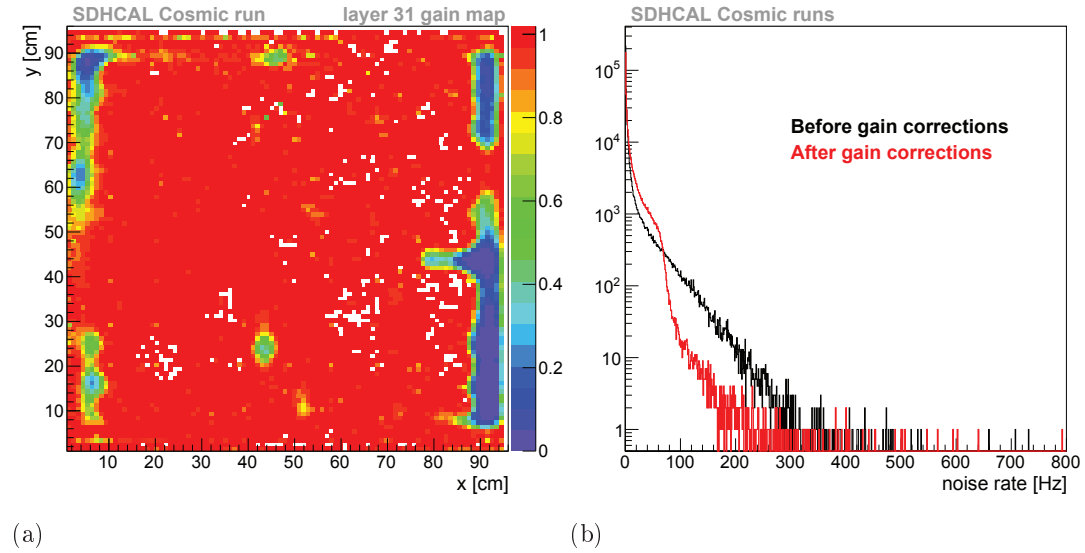 SDHCAL Cosmic run
layer 31 gain map
y [cm]
90
80
70
60
50
40
30
20
10
10 20 30 40 50 60 70 80 90
x [cm]
1
0.8
0.6
0.4
0.2
0
(a)
SDHCAL Cosmic runs
10^5
10^4
10^3
10^2
10
1
Before gain corrections
After gain corrections
0 100 200 300 400 500 600 700 800
noise rate [Hz]
(b)